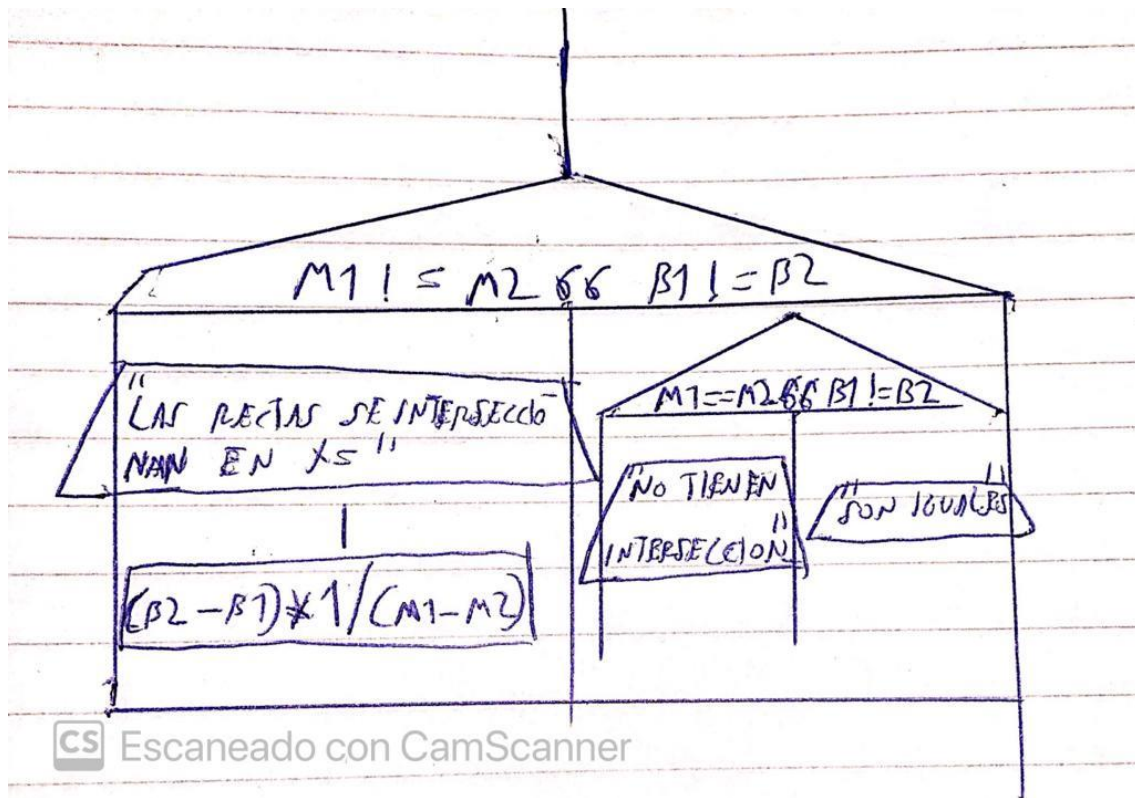 M1 != M2 && B1 != B2
"LAS RECTAS SE INTERSECCIO
NAN EN X="
(B2-B1)*1/(M1-M2)
M1==M2 && B1 != B2
"NO TIENEN
INTERSECCION"
"SON IGUALES"
CS Escaneado con CamScanner